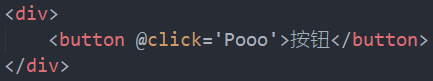 <div>
    <button @click='Pooo'>按钮</button>
</div>